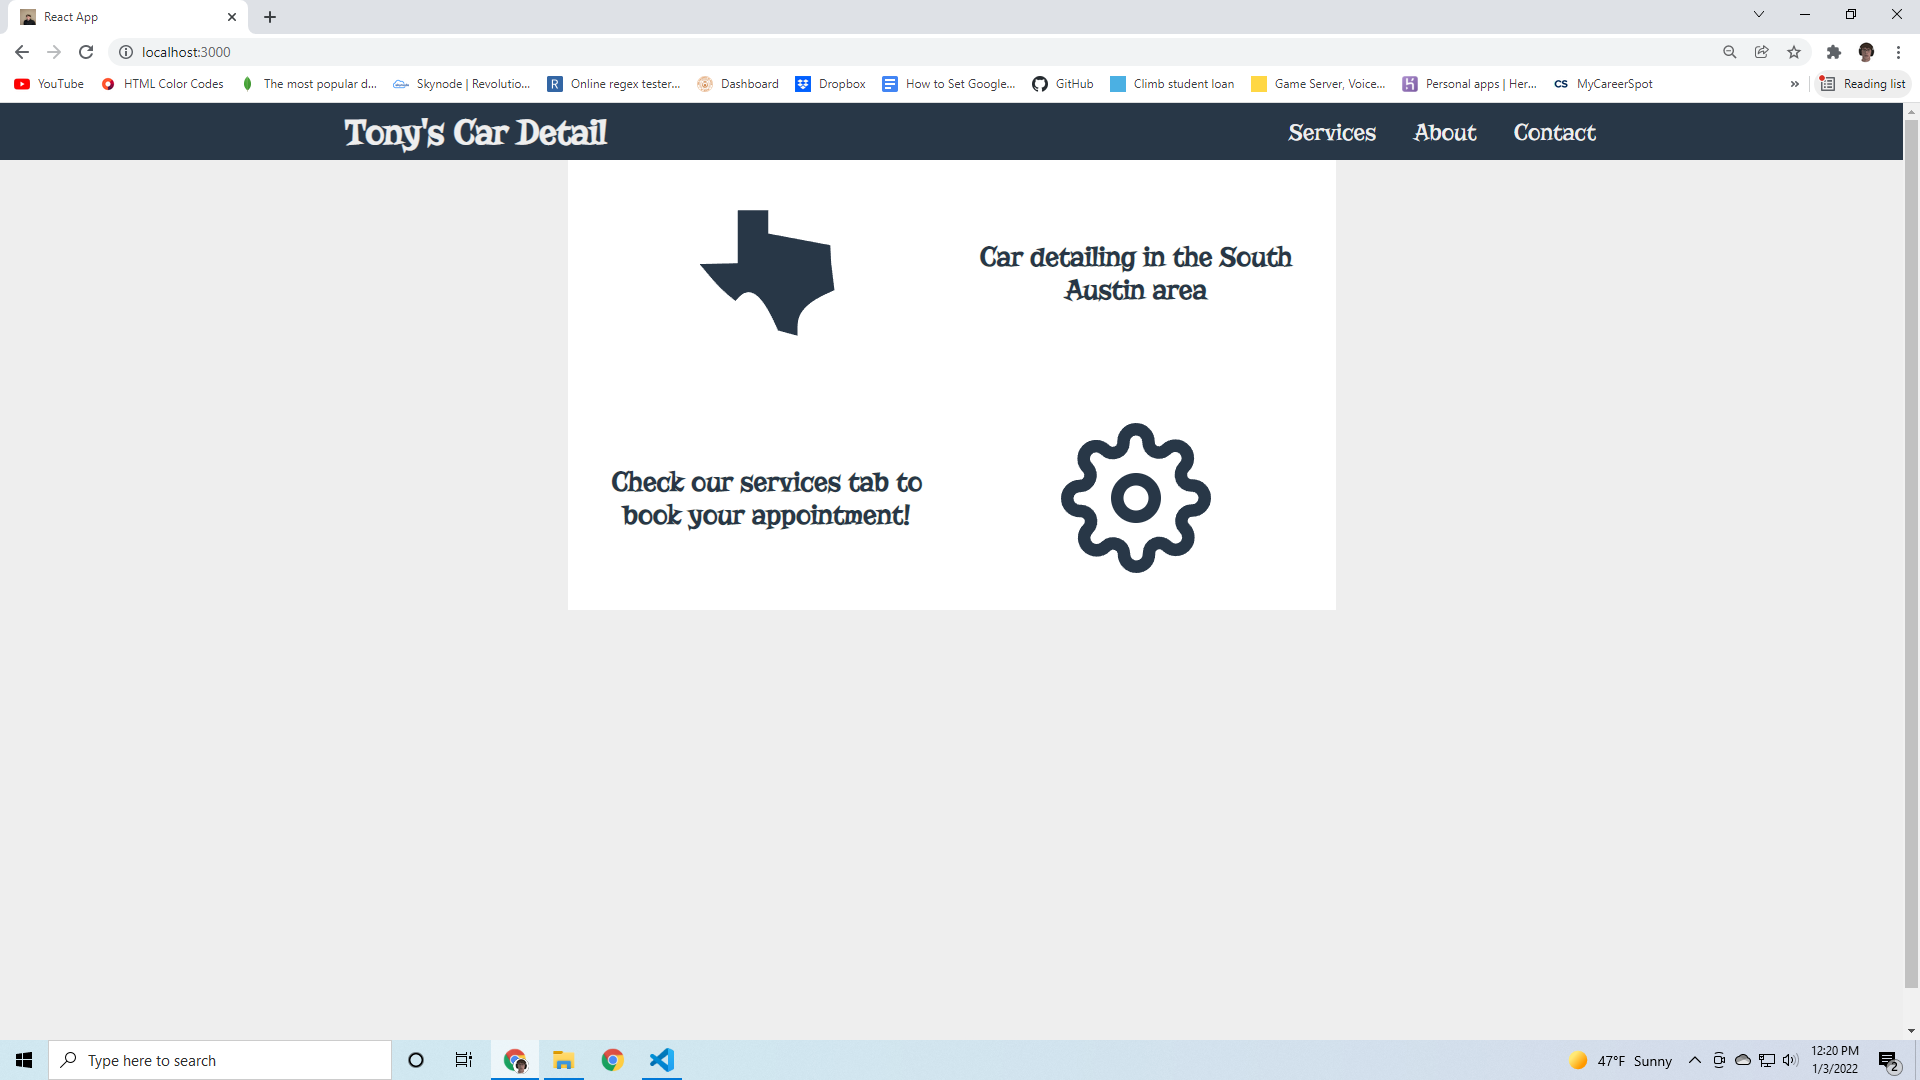 React App
localhost:3000
YouTube HTML Color Codes The most popular d... Skynode | Revolutio... R Online regex tester... Dashboard Dropbox How to Set Google... GitHub Climb student loan Game Server, Voice... Personal apps | Her... CS MyCareerSpot » Reading list
Tony's Car Detail Services About Contact
Car detailing in the South
Austin area
Check our services tab to
book your appointment!
Type here to search 47°F Sunny 12:20 PM
1/3/2022
2